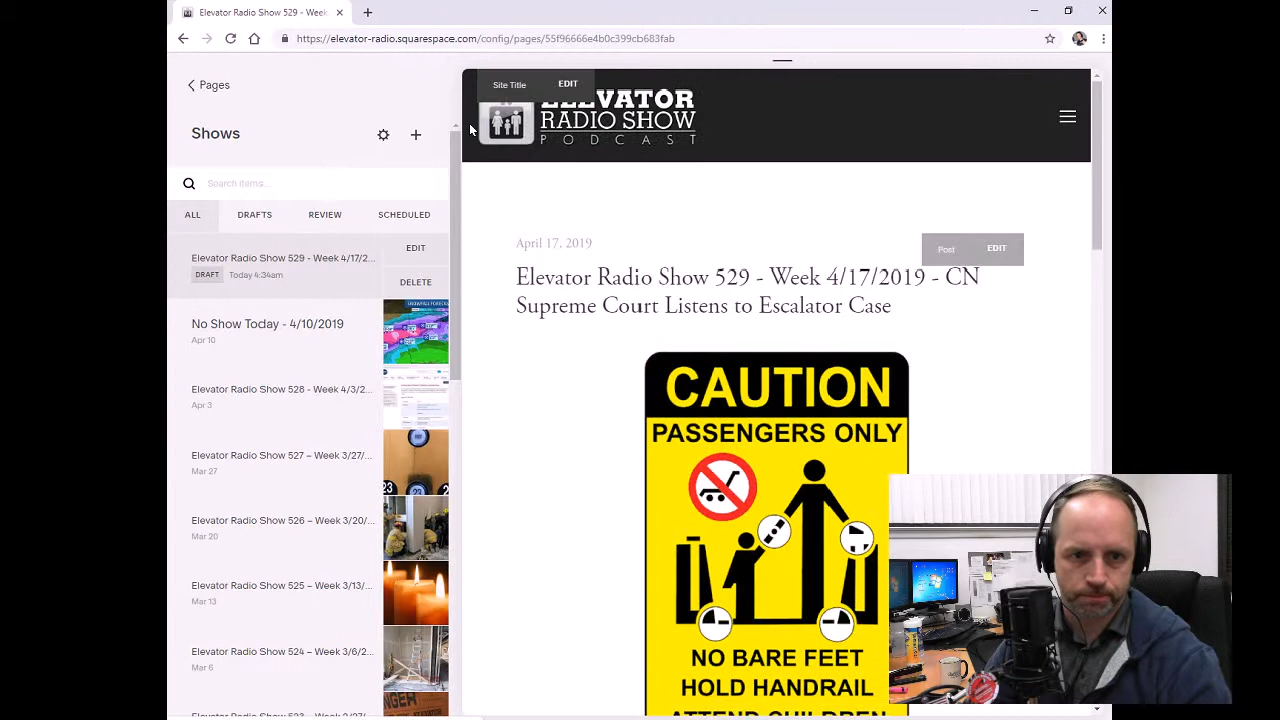 Elevator Radio Show 529 - Week
https://elevator-radio.squarespace.com/config/pages/55f96666e4b0c399cb683fab
Pages
Shows
Search items...
ALL
DRAFTS
REVIEW
SCHEDULED
Elevator Radio Show 529 - Week 4/17/2...
DRAFT
Today 4:34am
EDIT
DELETE
No Show Today - 4/10/2019
Apr 10
Elevator Radio Show 528 - Week 4/3/2...
Apr 3
Elevator Radio Show 527 – Week 3/27/...
Mar 27
Elevator Radio Show 526 – Week 3/20/...
Mar 20
Elevator Radio Show 525 – Week 3/13/...
Mar 13
Elevator Radio Show 524 – Week 3/6/2...
Mar 6
Site Title
EDIT
ELEVATOR
RADIO SHOW
PODCAST
April 17, 2019
Post
EDIT
Elevator Radio Show 529 - Week 4/17/2019 - CN
Supreme Court Listens to Escalator Case
CAUTION
PASSENGERS ONLY
NO BARE FEET
HOLD HANDRAIL
ATTEND CHILDREN